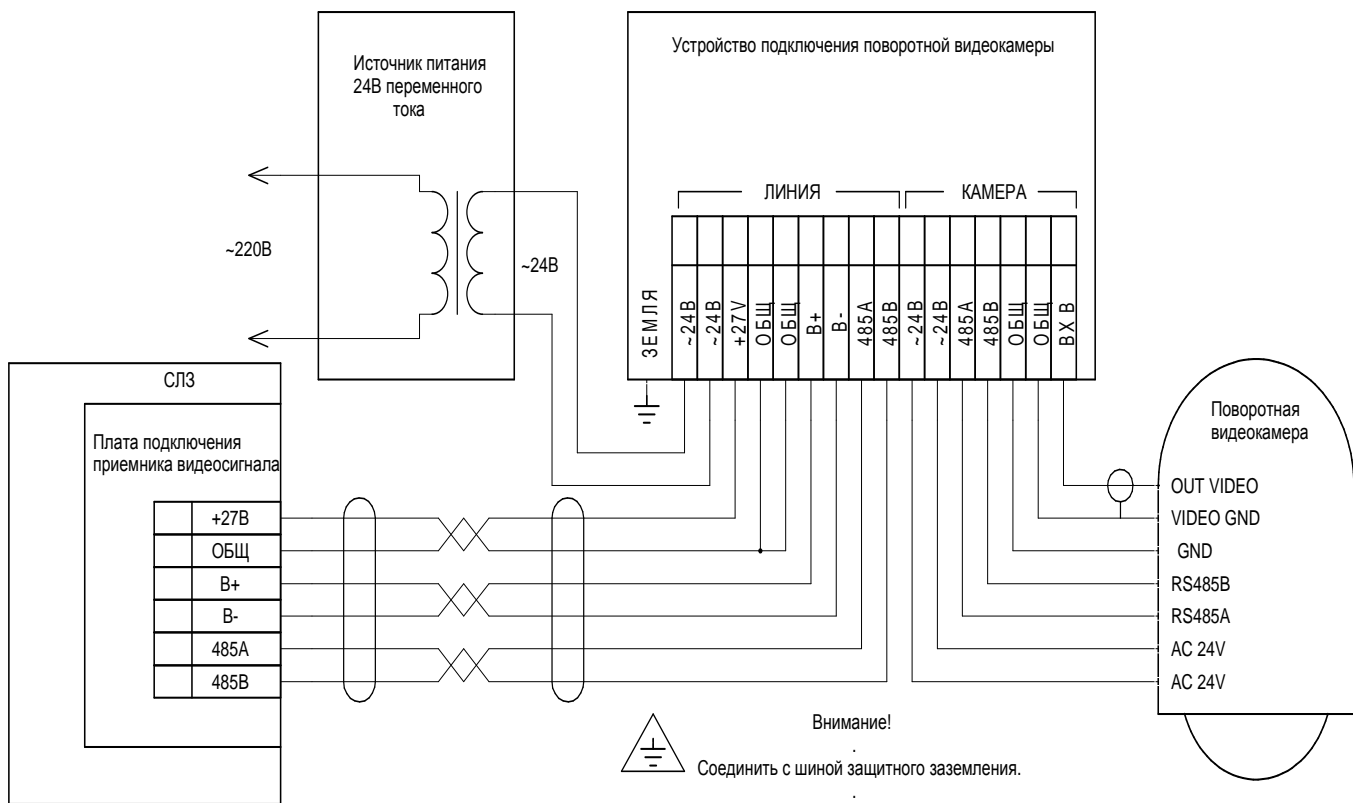 Источник питания
24В переменного
тока
~220В
~24В
Устройство подключения поворотной видеокамеры
ЛИНИЯ
КАМЕРА
ЗЕМЛЯ
~24В
~24В
+27V
ОБЩ
ОБЩ
В+
В-
485А
485В
~24В
~24В
485А
485В
ОБЩ
ОБЩ
ВХ В
СЛЗ
Плата подключения
приемника видеосигнала
+27В
ОБЩ
В+
В-
485А
485В
Поворотная
видеокамера
OUT VIDEO
VIDEO GND
GND
RS485B
RS485A
AC 24V
AC 24V
Внимание!
.
Соединить с шиной защитного заземления.
.